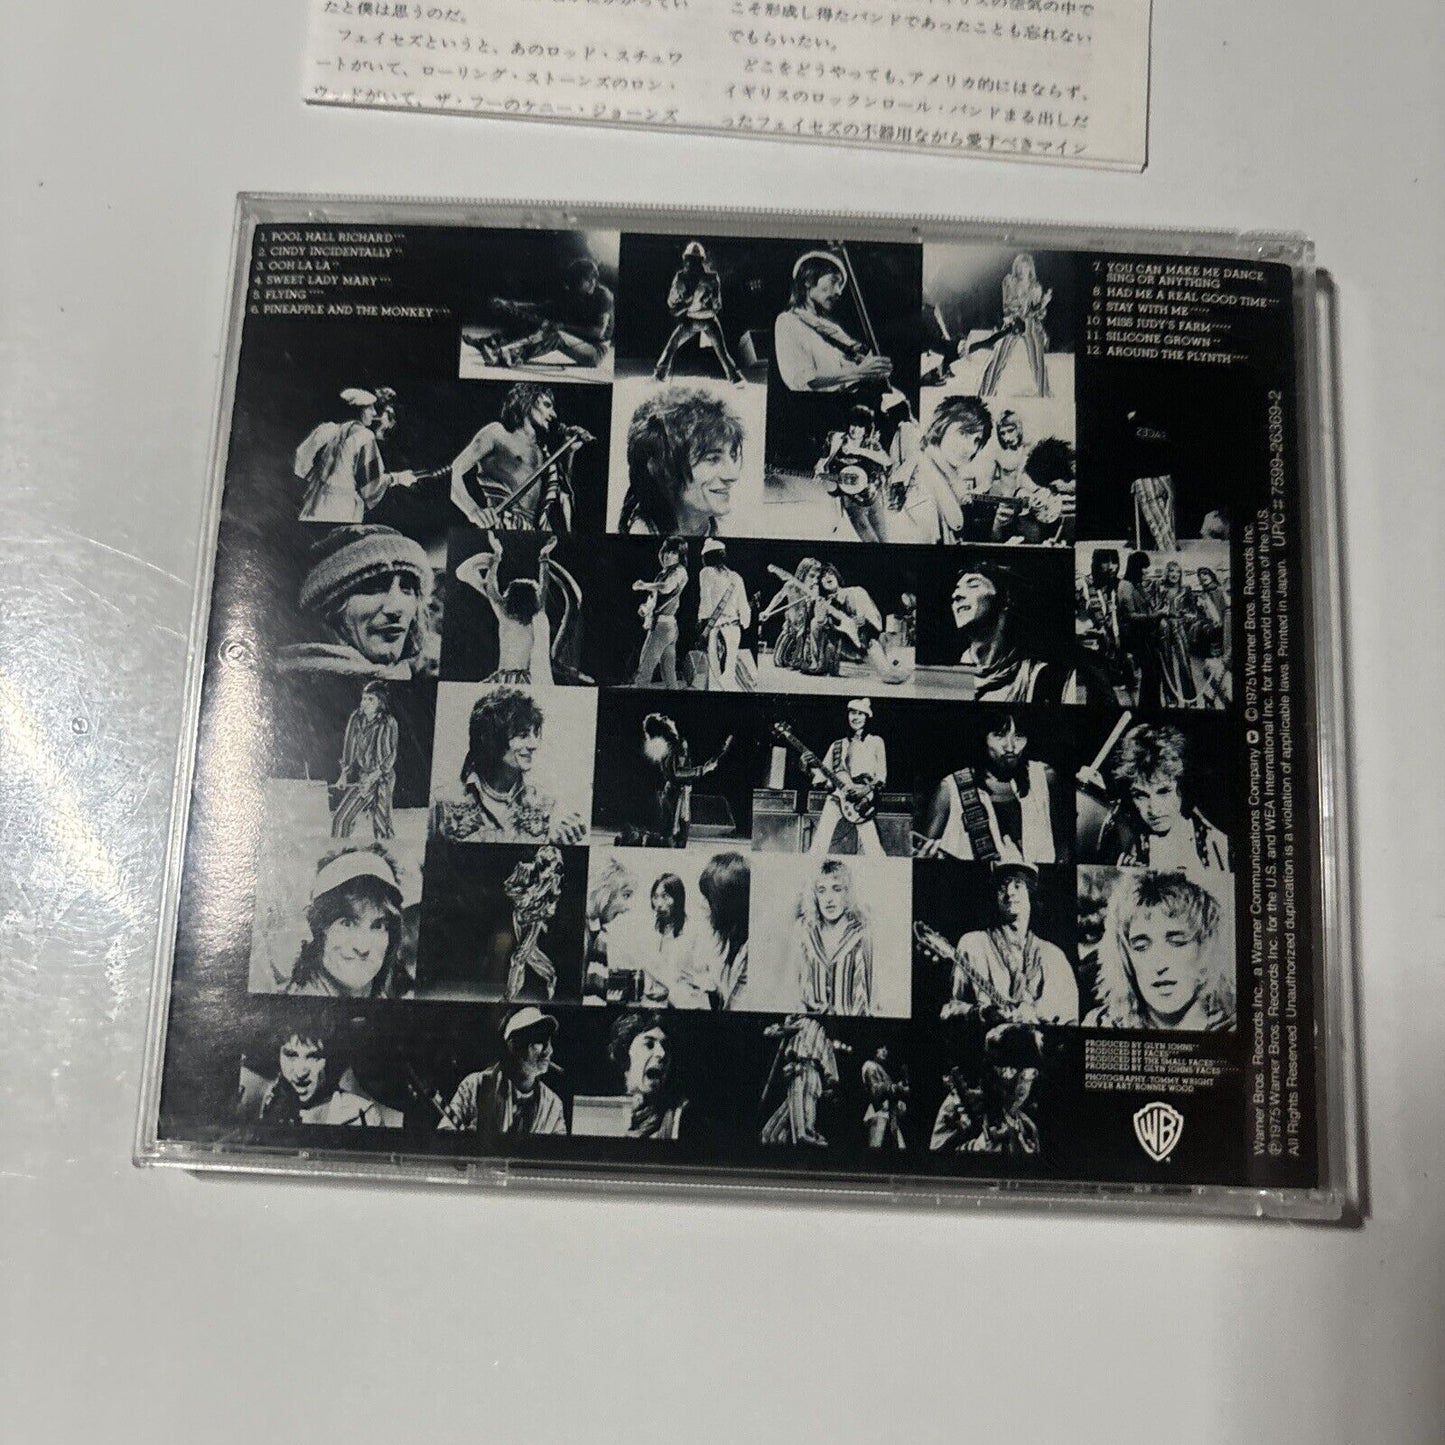 たと僕は思うのだ。
フェイセズというと、あのロッド・スチュワ
ートがいて、ローリング・ストーンズのロン・
ウッドがいて、ザ・フーのケニー・ジョーンズ
の空気の中で
こそ形成し得たバンドであったことも忘れない
でもらいたい。
どこをどうやっても、アメリカ的にはならず、
イギリスのロックンロール・バンドまる出しだ
ったフェイセズの不器用ながら愛すべきマイン
1. POOL HALL RICHARD***
2. CINDY INCIDENTALLY**
3. OOH LA LA**
4. SWEET LADY MARY***
5. FLYING****
6. PINEAPPLE AND THE MONKEY****
7. YOU CAN MAKE ME DANCE,
SING OR ANYTHING
8. HAD ME A REAL GOOD TIME***
9. STAY WITH ME*****
10. MISS JUDY'S FARM*****
11. SILICONE GROWN**
12. AROUND THE PLYNTH****
FACES
PRODUCED BY GLYN JOHNS**
PRODUCED BY FACES***
PRODUCED BY THE SMALL FACES****
PRODUCED BY GLYN JOHNS/FACES*****
PHOTOGRAPHY/TOMMY WRIGHT
COVER ART/RONNIE WOOD
WB
Warner Bros. Records Inc., a Warner Communications Company ©1975 Warner Bros. Records Inc.
℗1975 Warner Bros. Records Inc. for the U.S. and WEA International Inc. for the world outside of the U.S.
All Rights Reserved. Unauthorized duplication is a violation of applicable laws. Printed in Japan. UPC # 7599-26369-2